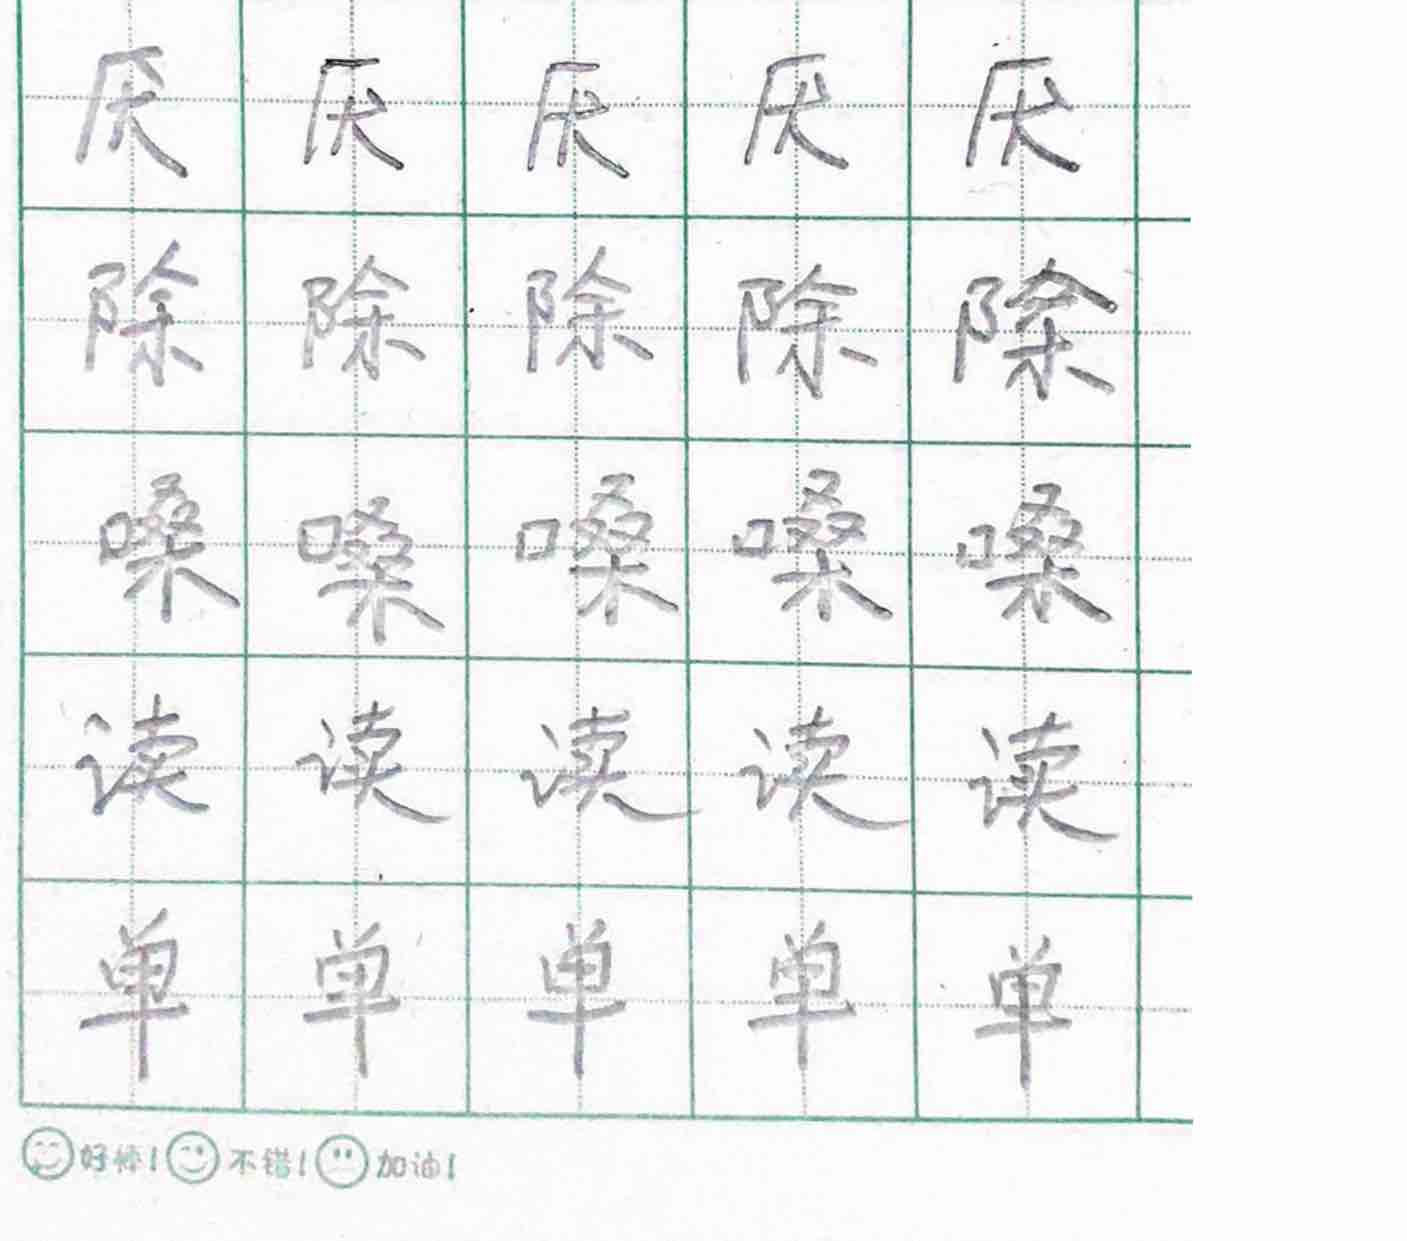 厌 厌 厌 厌 厌
除 除 除 除 除
嗓 嗓 嗓 嗓 嗓
读 读 读 读 读
单 单 单 单 单
好棒! 不错! 加油!